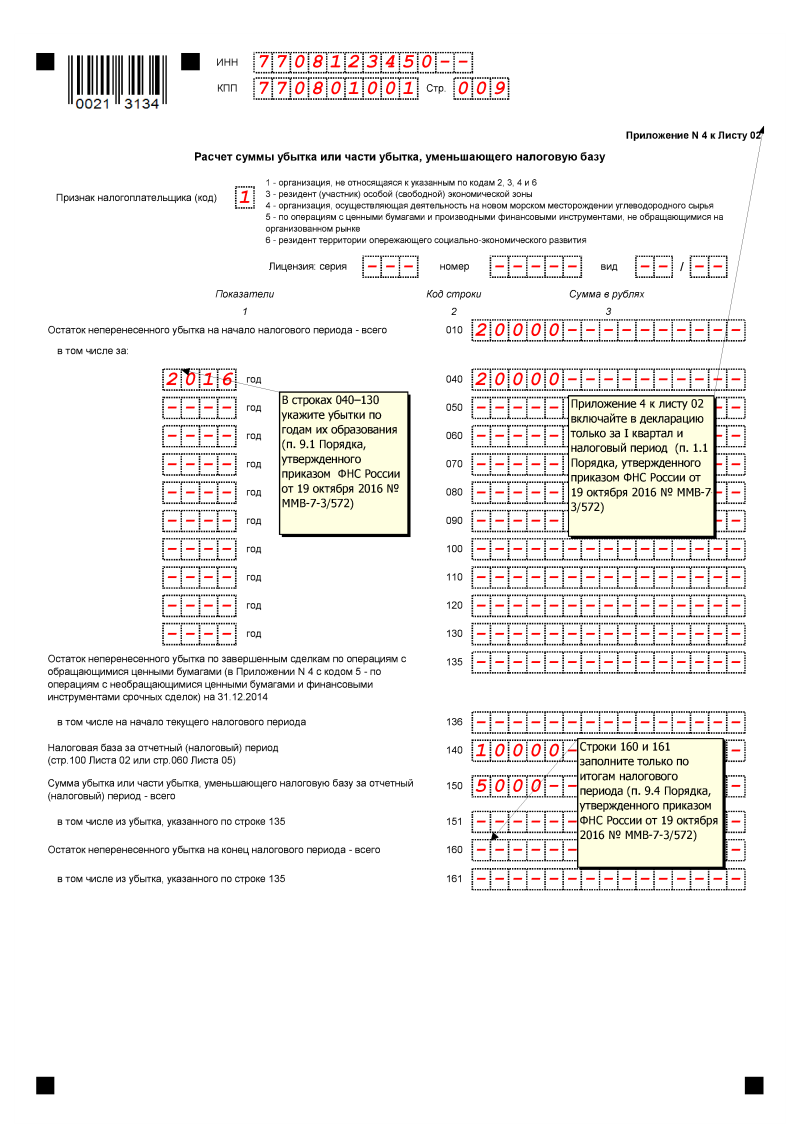 ИНН 7708123450--
КПП 770801001 Стр. 009
0021 3134
Приложение N 4 к Листу 02
Расчет суммы убытка или части убытка, уменьшающего налоговую базу
Признак налогоплательщика (код) 1
1 - организация, не относящаяся к указанным по кодам 2, 3, 4 и 6
3 - резидент (участник) особой (свободной) экономической зоны
4 - организация, осуществляющая деятельность на новом морском месторождении углеводородного сырья
5 - по операциям с ценными бумагами и производными финансовыми инструментами, не обращающимися на
организованном рынке
6 - резидент территории опережающего социально-экономического развития
Лицензия: серия --- номер ----- вид -- / --
Показатели Код строки Сумма в рублях
1 2 3
Остаток неперенесенного убытка на начало налогового периода - всего 010 20000----------
в том числе за:
2016 год 040 20000----------
---- год 050 -----
---- год 060 -----
---- год 070 -----
---- год 080 -----
---- год 090 -----
---- год 100 ---------------
---- год 110 ---------------
---- год 120 ---------------
---- год 130 ---------------
В строках 040–130
укажите убытки по
годам их образования
(п. 9.1 Порядка,
утвержденного
приказом ФНС России
от 19 октября 2016 №
ММВ-7-3/572)
Приложение 4 к листу 02
включайте в декларацию
только за I квартал и
налоговый период (п. 1.1
Порядка, утвержденного
приказом ФНС России от
19 октября 2016 № ММВ-7-
3/572)
Остаток неперенесенного убытка по завершенным сделкам по операциям с
обращающимися ценными бумагами (в Приложении N 4 с кодом 5 - по
операциям с необращающимися ценными бумагами и финансовыми
инструментами срочных сделок) на 31.12.2014
135 ---------------
в том числе на начало текущего налогового периода 136 ---------------
Налоговая база за отчетный (налоговый) период
(стр.100 Листа 02 или стр.060 Листа 05)
140 10000-
Сумма убытка или части убытка, уменьшающего налоговую базу за отчетный
(налоговый) период - всего
150 5000--
в том числе из убытка, указанного по строке 135 151 ------
Остаток неперенесенного убытка на конец налогового периода - всего 160 ------
в том числе из убытка, указанного по строке 135 161 ---------------
Строки 160 и 161
заполните только по
итогам налогового
периода (п. 9.4 Порядка,
утвержденного приказом
ФНС России от 19 октября
2016 № ММВ-7-3/572)